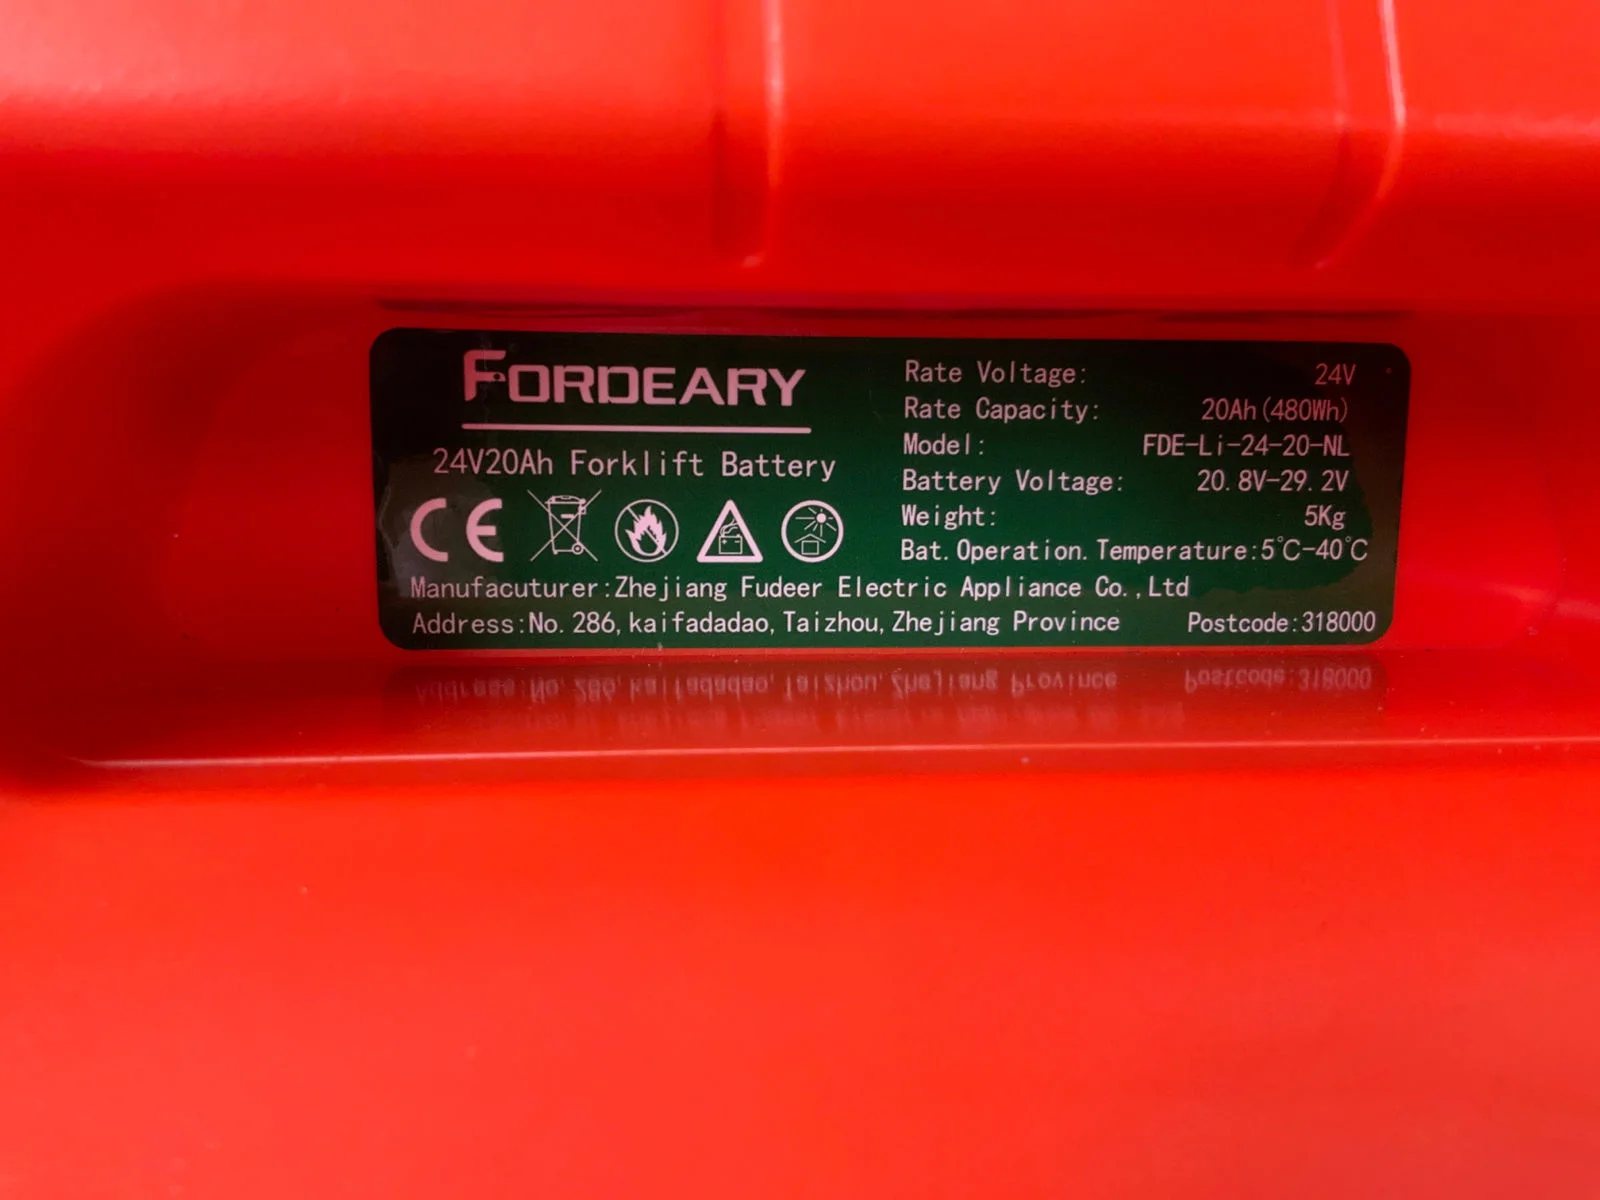 FORDEARY
24V20Ah Forklift Battery
CE
Rate Voltage: 24V
Rate Capacity: 20Ah(480Wh)
Model: FDE-Li-24-20-NL
Battery Voltage: 20.8V-29.2V
Weight: 5Kg
Bat.Operation.Temperature:5℃-40℃
Manufacuturer:Zhejiang Fudeer Electric Appliance Co.,Ltd
Address:No.286,kaifadadao,Taizhou,Zhejiang Province Postcode:318000